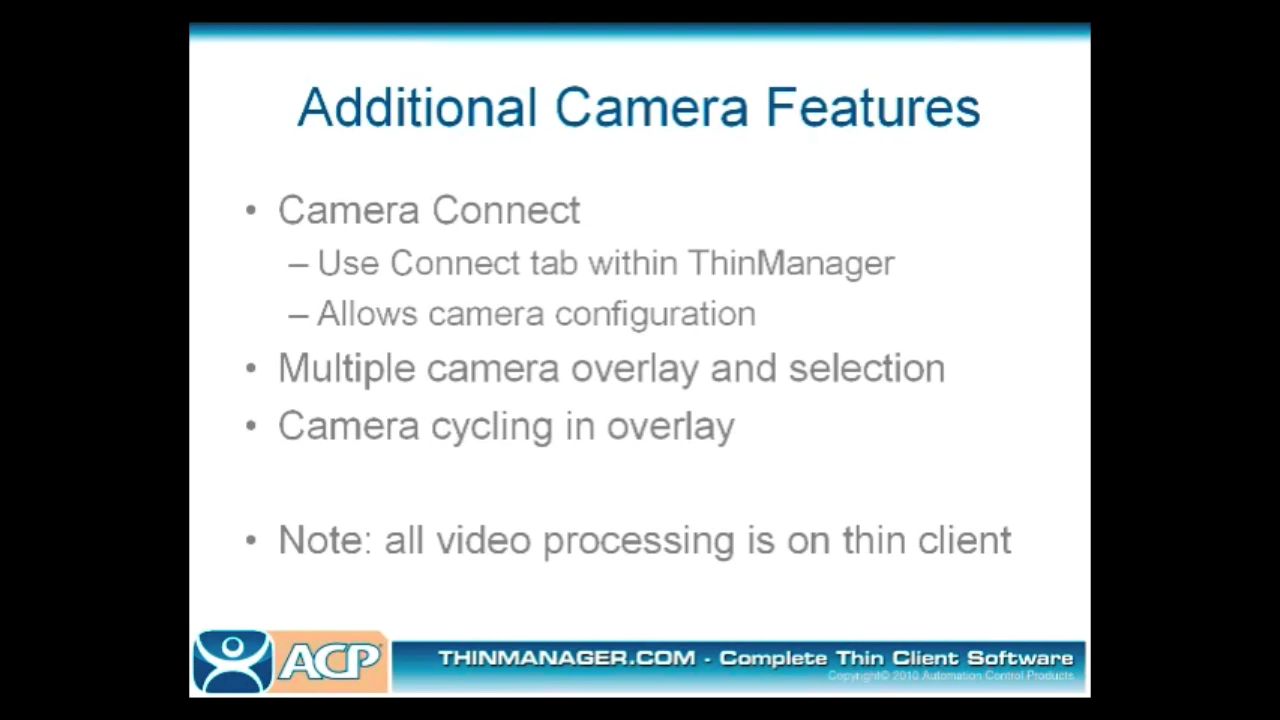 Additional Camera Features
• Camera Connect
– Use Connect tab within ThinManager
– Allows camera configuration
• Multiple camera overlay and selection
• Camera cycling in overlay
• Note: all video processing is on thin client
ACP
THINMANAGER.COM - Complete Thin Client Software
Copyright© 2010 Automation Control Products